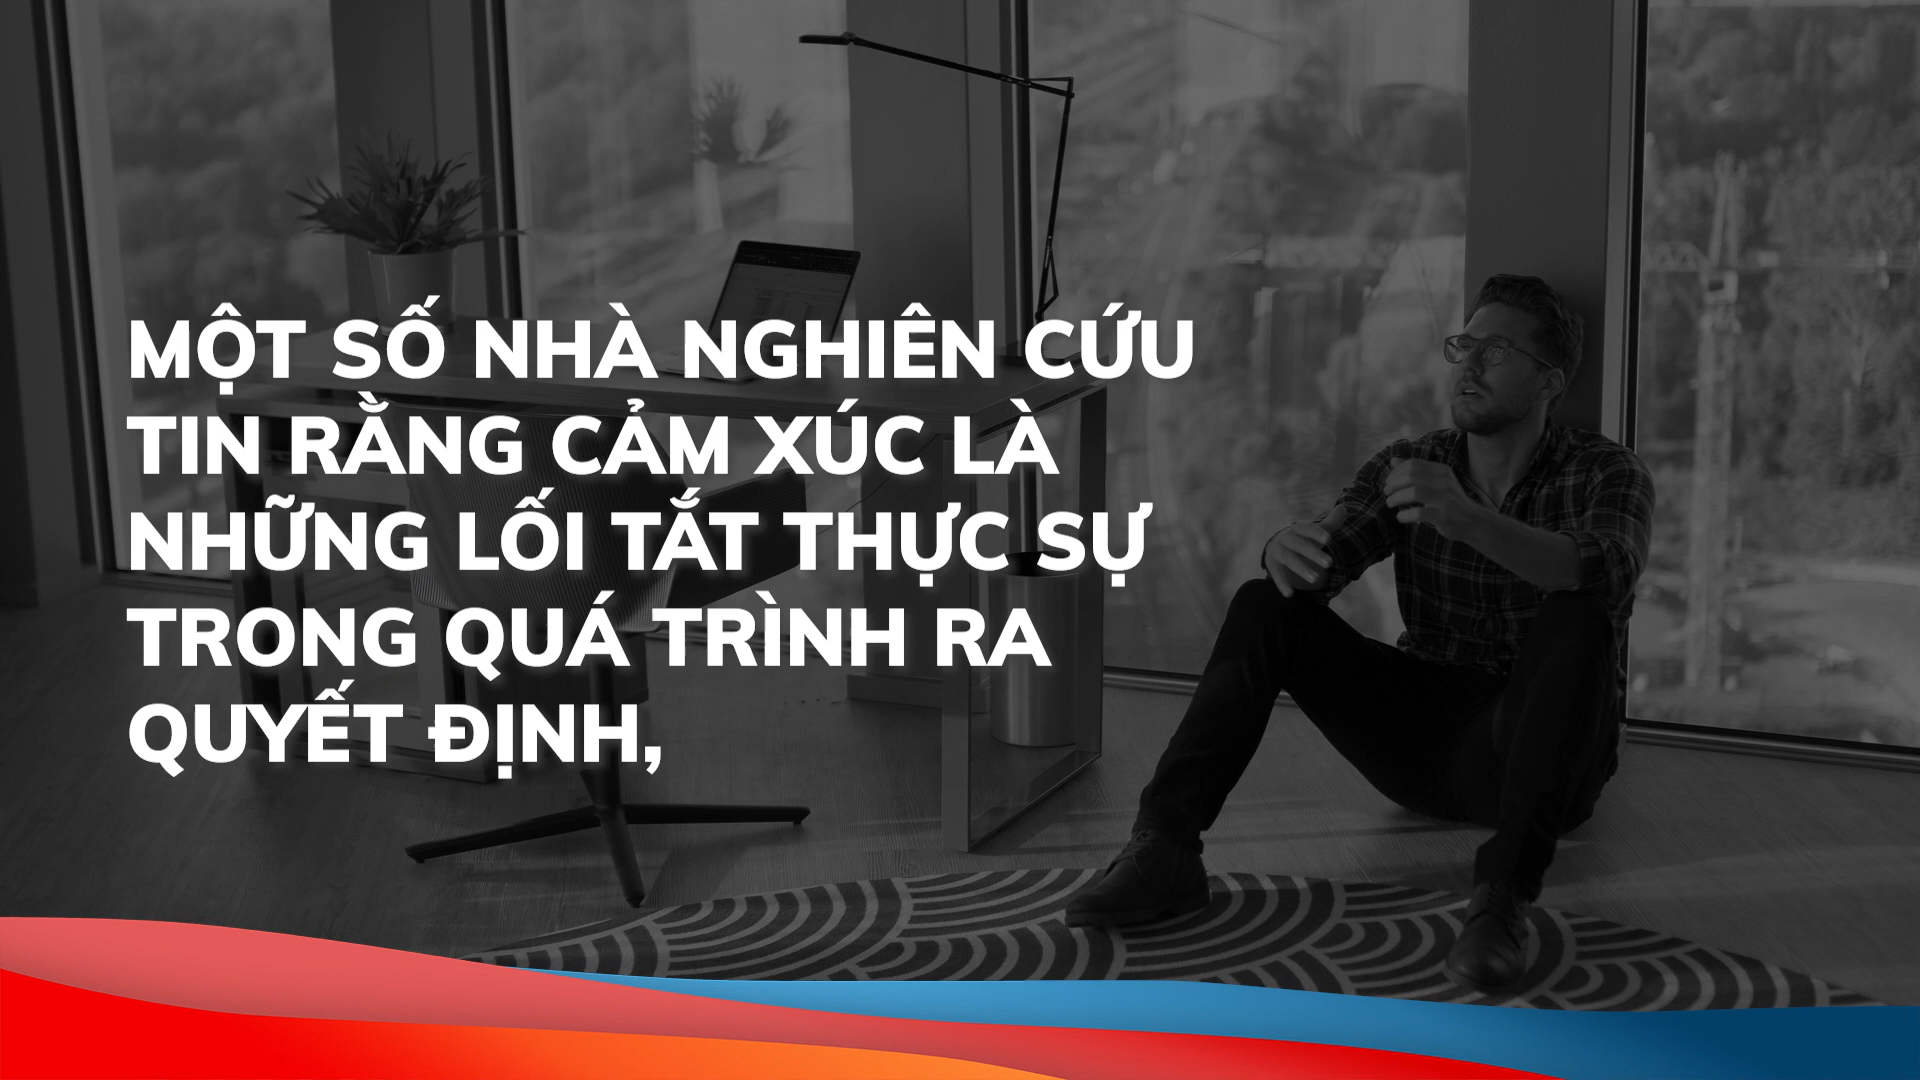 MỘT SỐ NHÀ NGHIÊN CỨU
TIN RẰNG CẢM XÚC LÀ
NHỮNG LỐI TẮT THỰC SỰ
TRONG QUÁ TRÌNH RA
QUYẾT ĐỊNH,